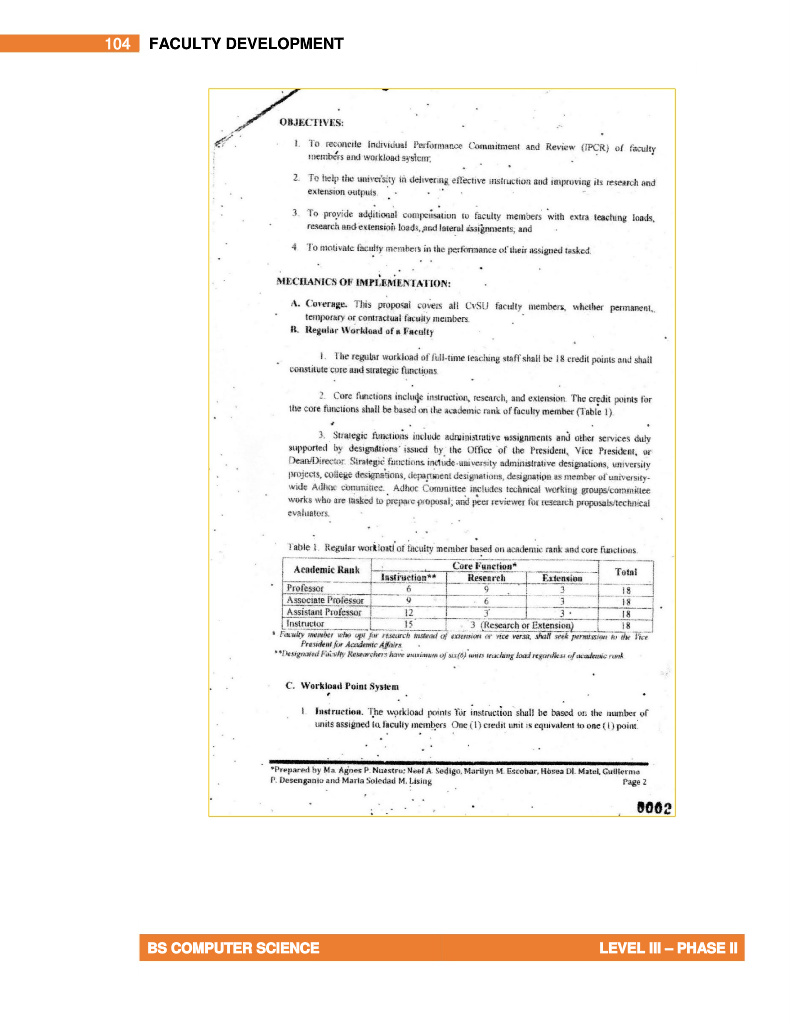 104 FACULTY DEVELOPMENT
OBJECTIVES:
1. To reconcile Individual Performance Commitment and Review (IPCR) of faculty
members and workload system;
2. To help the university in delivering effective instruction and improving its research and
extension outputs.
3. To provide additional compensation to faculty members with extra teaching loads,
research and extension loads, and lateral assignments; and
4. To motivate faculty members in the performance of their assigned tasked.
MECHANICS OF IMPLEMENTATION:
A. Coverage. This proposal covers all CvSU faculty members, whether permanent,
temporary or contractual faculty members.
B. Regular Workload of a Faculty
1. The regular workload of full-time teaching staff shall be 18 credit points and shall
constitute core and strategic functions.
2. Core functions include instruction, research, and extension. The credit points for
the core functions shall be based on the academic rank of faculty member (Table 1).
3. Strategic functions include administrative assignments and other services duly
supported by designations issued by the Office of the President, Vice President, or
Dean/Director. Strategic functions include university administrative designations, university
projects, college designations, department designations, designation as member of university-
wide Adhoc committee. Adhoc Committee includes technical working groups/committee
works who are tasked to prepare proposal; and peer reviewer for research proposals/technical
evaluators.
Table 1. Regular workload of faculty member based on academic rank and core functions.
Academic Rank Core Function* Total
Instruction** Research Extension
Professor 6 9 3 18
Associate Professor 9 6 3 18
Assistant Professor 12 3 3 18
Instructor 15 3 (Research or Extension) 18
* Faculty member who opt for research instead of extension or vice versa, shall seek permission to the Vice
President for Academic Affairs.
**Designated Faculty Researchers have maximum of six(6) units teaching load regardless of academic rank
C. Workload Point System
1. Instruction. The workload points for instruction shall be based on the number of
units assigned to faculty members. One (1) credit unit is equivalent to one (1) point.
*Prepared by Ma. Agnes P. Nuestro; Neel A. Sedigo, Marilyn M. Escobar, Hosea Dl. Matel, Guillermo
P. Desenganio and Maria Soledad M. Lising Page 2
0002
BS COMPUTER SCIENCE LEVEL III – PHASE II